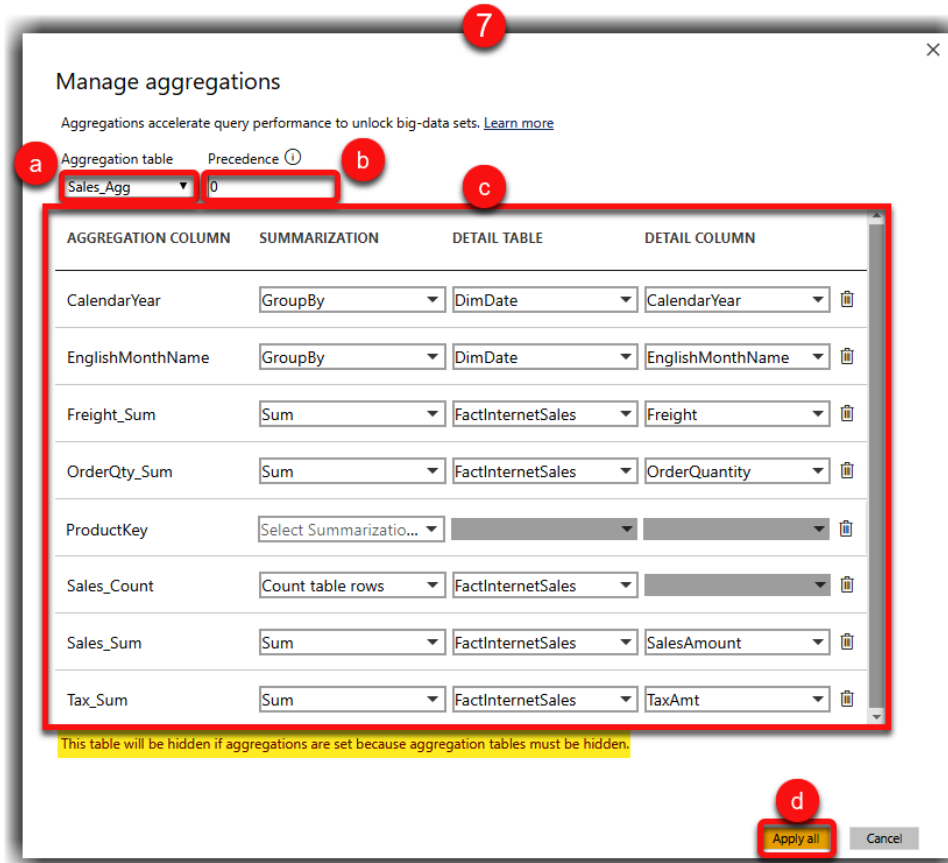 7
Manage aggregations
Aggregations accelerate query performance to unlock big-data sets. Learn more
a Aggregation table Precedence b
Sales_Agg 0
c
AGGREGATION COLUMN SUMMARIZATION DETAIL TABLE DETAIL COLUMN
CalendarYear GroupBy DimDate CalendarYear
EnglishMonthName GroupBy DimDate EnglishMonthName
Freight_Sum Sum FactInternetSales Freight
OrderQty_Sum Sum FactInternetSales OrderQuantity
ProductKey Select Summarizatio...
Sales_Count Count table rows FactInternetSales
Sales_Sum Sum FactInternetSales SalesAmount
Tax_Sum Sum FactInternetSales TaxAmt
This table will be hidden if aggregations are set because aggregation tables must be hidden.
d
Apply all Cancel